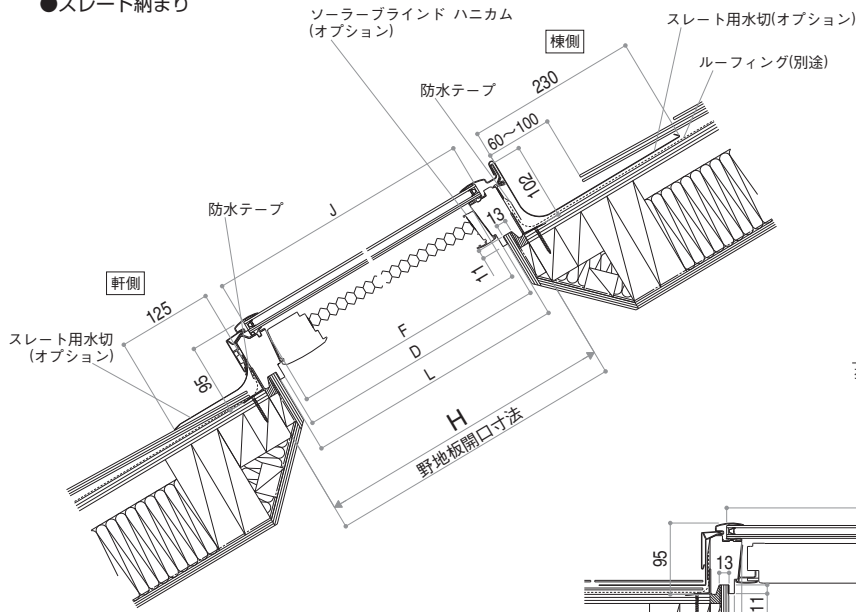 ●スレート納まり
ソーラーブラインド ハニカム
(オプション)
棟側
スレート用水切(オプション)
ルーフィング(別途)
防水テープ
230
60～100
102
13
11
J
防水テープ
軒側
125
スレート用水切
(オプション)
95
F
D
L
H
野地板開口寸法
95
13
11